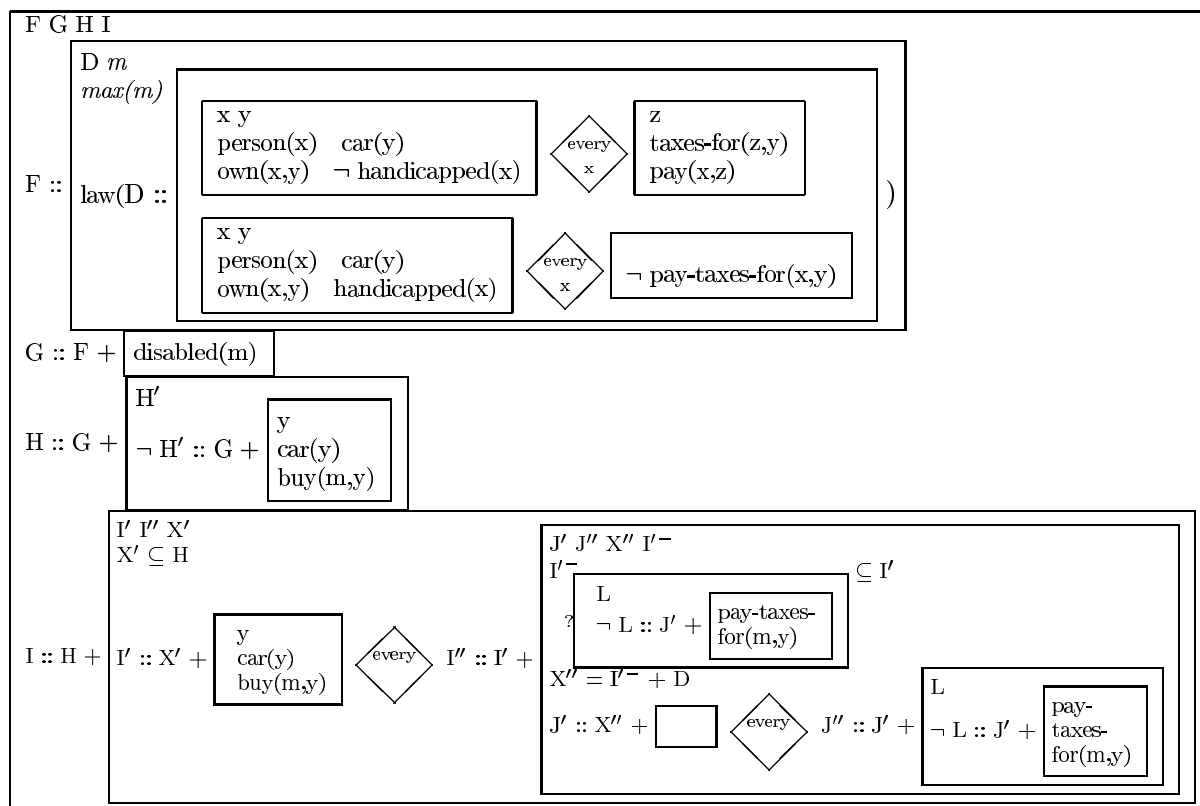 F G H I
D m
max(m)
F :: law(D ::
x y
person(x) car(y)
own(x,y) ¬ handicapped(x)
every
x
z
taxes-for(z,y)
pay(x,z)
x y
person(x) car(y)
own(x,y) handicapped(x)
every
x
¬ pay-taxes-for(x,y)
)
G :: F + disabled(m)
H′
H :: G + ¬ H′ :: G +
y
car(y)
buy(m,y)
I′ I″ X′
X′ ⊆ H
I :: H + I′ :: X′ +
y
car(y)
buy(m,y)
every
I″ :: I′ +
J′ J″ X″ I′⁻
I′⁻ ⊆ I′
?
L
¬ L :: J′ + pay-taxes-
for(m,y)
X″ = I′⁻ + D
J′ :: X″ + every J″ :: J′ +
L
¬ L :: J′ +
pay-
taxes-
for(m,y)